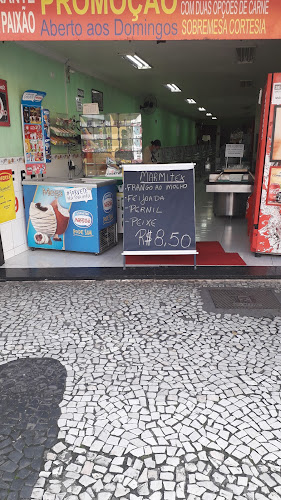 PROMOÇÃO
COM DUAS OPÇÕES DE CARNE
PAIXÃO
Aberto aos Domingos
SOBREMESA CORTESIA
MARMITEX
-FRANGO AO MOLHO
-FEIJOADA
-PERNIL
-PEIXE
R$8,50
Nestlé